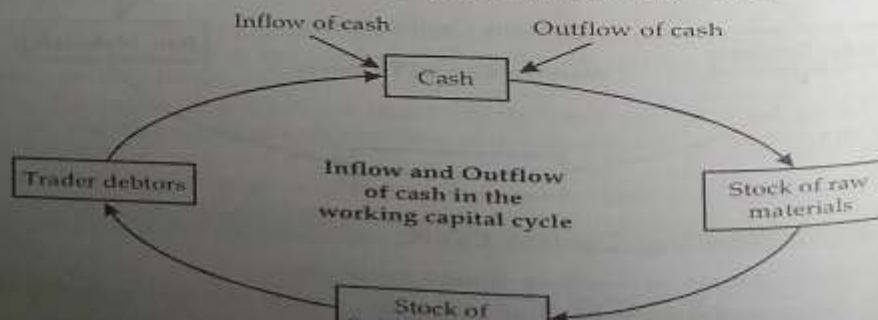 Inflow of cash
Outflow of cash
Cash
Trader debtors
Inflow and Outflow
of cash in the
working capital cycle
Stock of raw
materials
Stock of